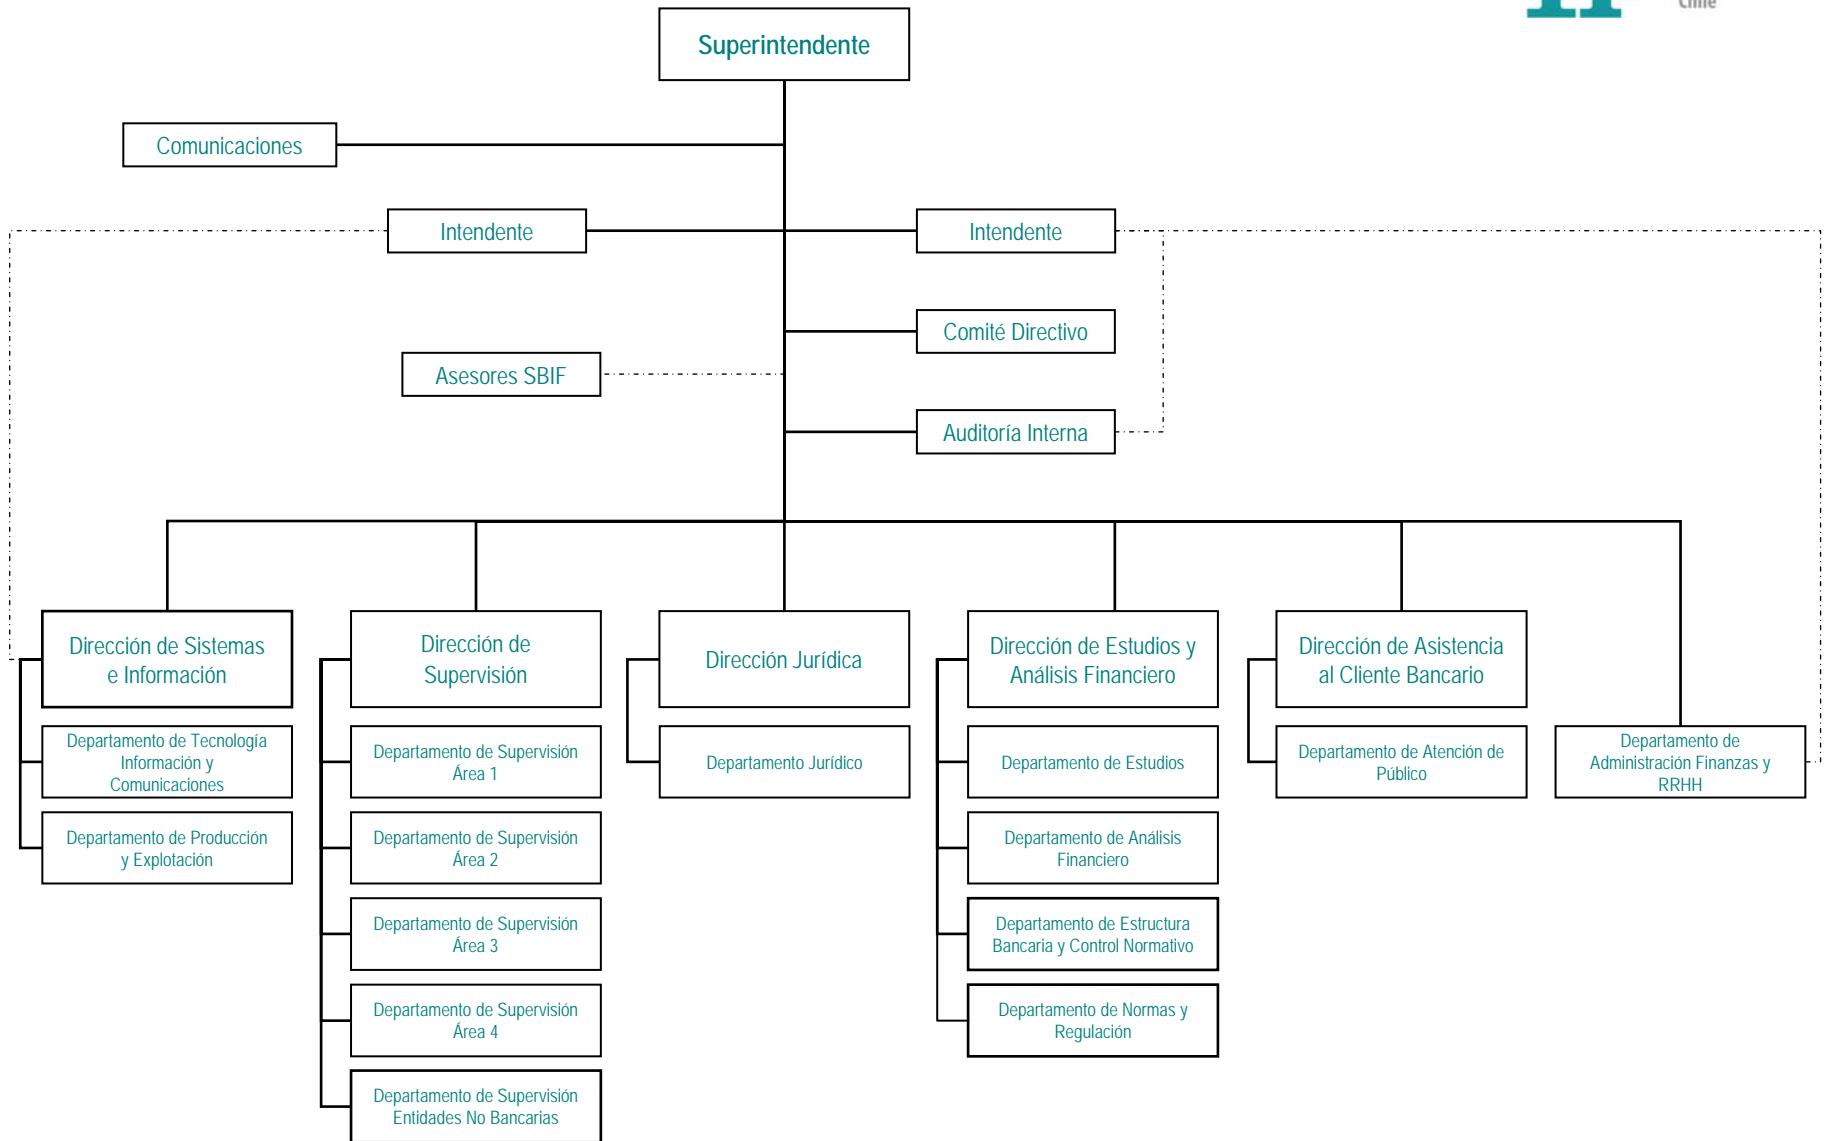 Chile
Superintendente
Comunicaciones
Intendente
Intendente
Comité Directivo
Asesores SBIF
Auditoría Interna
Dirección de Sistemas
e Información
Dirección de
Supervisión
Dirección Jurídica
Dirección de Estudios y
Análisis Financiero
Dirección de Asistencia
al Cliente Bancario
Departamento de Tecnología
Información y
Comunicaciones
Departamento de Supervisión
Área 1
Departamento Jurídico
Departamento de Estudios
Departamento de Atención de
Público
Departamento de
Administración Finanzas y
RRHH
Departamento de Producción
y Explotación
Departamento de Supervisión
Área 2
Departamento de Análisis
Financiero
Departamento de Supervisión
Área 3
Departamento de Estructura
Bancaria y Control Normativo
Departamento de Supervisión
Área 4
Departamento de Normas y
Regulación
Departamento de Supervisión
Entidades No Bancarias